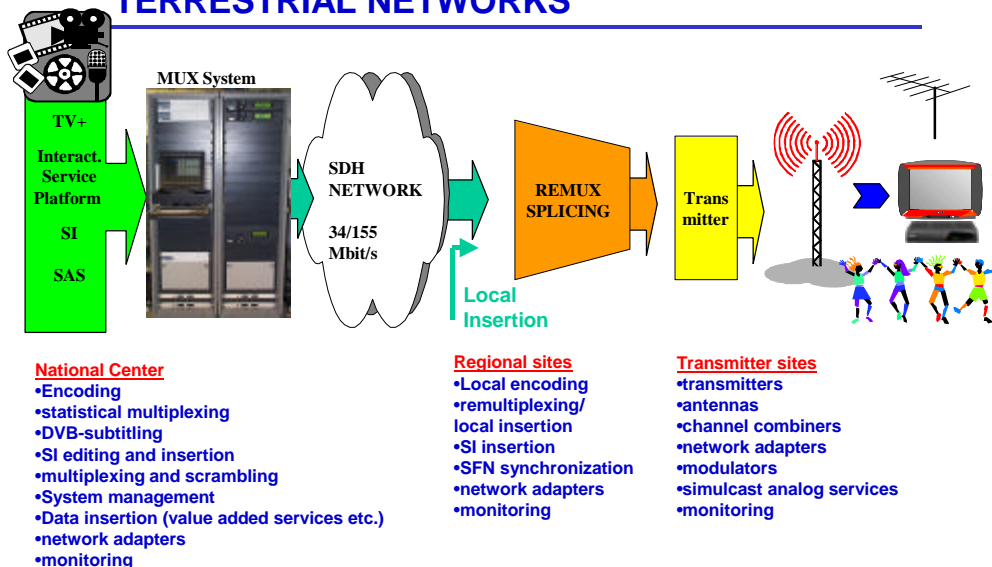 TERRESTRIAL NETWORKS
MUX System
TV+
Interact.
Service
Platform
SI
SAS
SDH
NETWORK
34/155
Mbit/s
Local
Insertion
REMUX
SPLICING
Trans
mitter
National Center
•Encoding
•statistical multiplexing
•DVB-subtitling
•SI editing and insertion
•multiplexing and scrambling
•System management
•Data insertion (value added services etc.)
•network adapters
•monitoring
Regional sites
•Local encoding
•remultiplexing/
local insertion
•SI insertion
•SFN synchronization
•network adapters
•monitoring
Transmitter sites
•transmitters
•antennas
•channel combiners
•network adapters
•modulators
•simulcast analog services
•monitoring